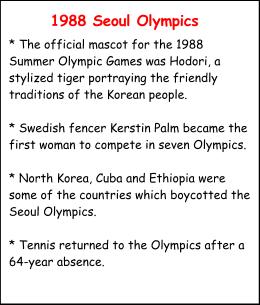 1988 Seoul Olympics
* The official mascot for the 1988
Summer Olympic Games was Hodori, a
stylized tiger portraying the friendly
traditions of the Korean people.
* Swedish fencer Kerstin Palm became the
first woman to compete in seven Olympics.
* North Korea, Cuba and Ethiopia were
some of the countries which boycotted the
Seoul Olympics.
* Tennis returned to the Olympics after a
64-year absence.